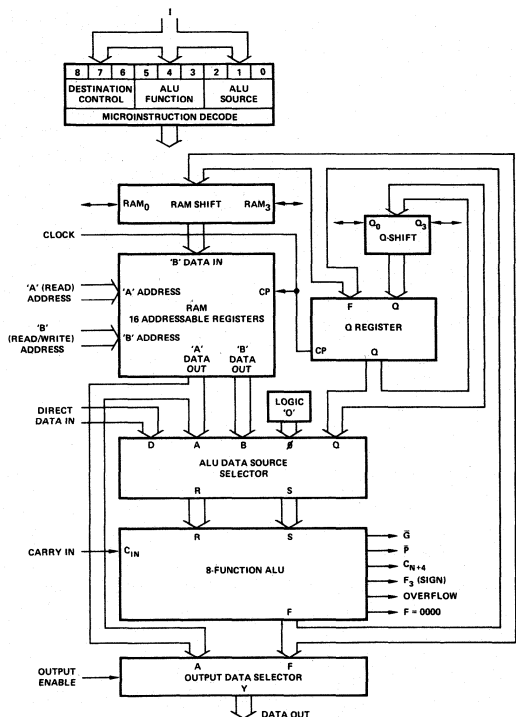 I
8 7 6 5 4 3 2 1 0
DESTINATION CONTROL
ALU FUNCTION
ALU SOURCE
MICROINSTRUCTION DECODE
RAM₀ RAM SHIFT RAM₃
Q₀ Q₃
Q-SHIFT
CLOCK
'B' DATA IN
'A' (READ) ADDRESS
'A' ADDRESS
CP
RAM
16 ADDRESSABLE REGISTERS
F Q
Q REGISTER
'B' (READ/WRITE) ADDRESS
'B' ADDRESS
'A' DATA OUT
'B' DATA OUT
CP
Q
LOGIC '0'
DIRECT DATA IN
D A B Ø Q
ALU DATA SOURCE
SELECTOR
R S
R S
CARRY IN
C_IN
8-FUNCTION ALU
G̅
P̅
C_N+4
F₃ (SIGN)
OVERFLOW
F = 0000
F
A F
OUTPUT ENABLE
OUTPUT DATA SELECTOR
Y
DATA OUT